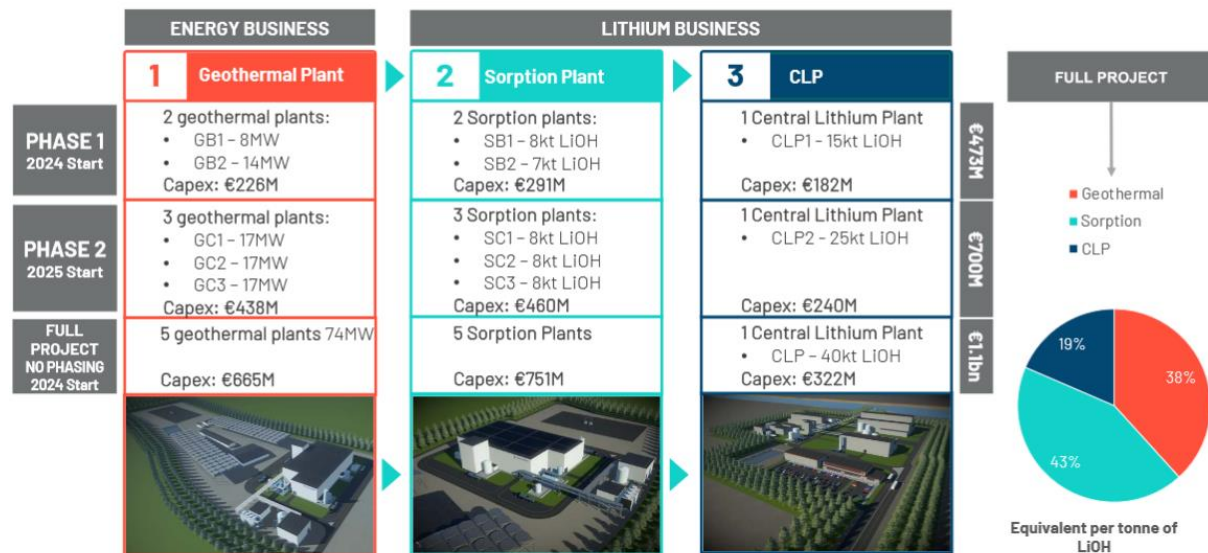 ENERGY BUSINESS
LITHIUM BUSINESS
1 Geothermal Plant
2 Sorption Plant
3 CLP
FULL PROJECT
PHASE 1
2024 Start
2 geothermal plants:
• GB1 – 8MW
• GB2 – 14MW
Capex: €226M
2 Sorption plants:
• SB1 – 8kt LiOH
• SB2 – 7kt LiOH
Capex: €291M
1 Central Lithium Plant
• CLP1 – 15kt LiOH
Capex: €182M
€473M
PHASE 2
2025 Start
3 geothermal plants:
• GC1 – 17MW
• GC2 – 17MW
• GC3 – 17MW
Capex: €438M
3 Sorption plants:
• SC1 – 8kt LiOH
• SC2 – 8kt LiOH
• SC3 – 8kt LiOH
Capex: €460M
1 Central Lithium Plant
• CLP2 – 25kt LiOH
Capex: €240M
€700M
FULL
PROJECT
NO PHASING
2024 Start
5 geothermal plants 74MW
Capex: €665M
5 Sorption Plants
Capex: €751M
1 Central Lithium Plant
• CLP – 40kt LiOH
Capex: €322M
€1.1bn
Geothermal
Sorption
CLP
19%
38%
43%
Equivalent per tonne of
LiOH